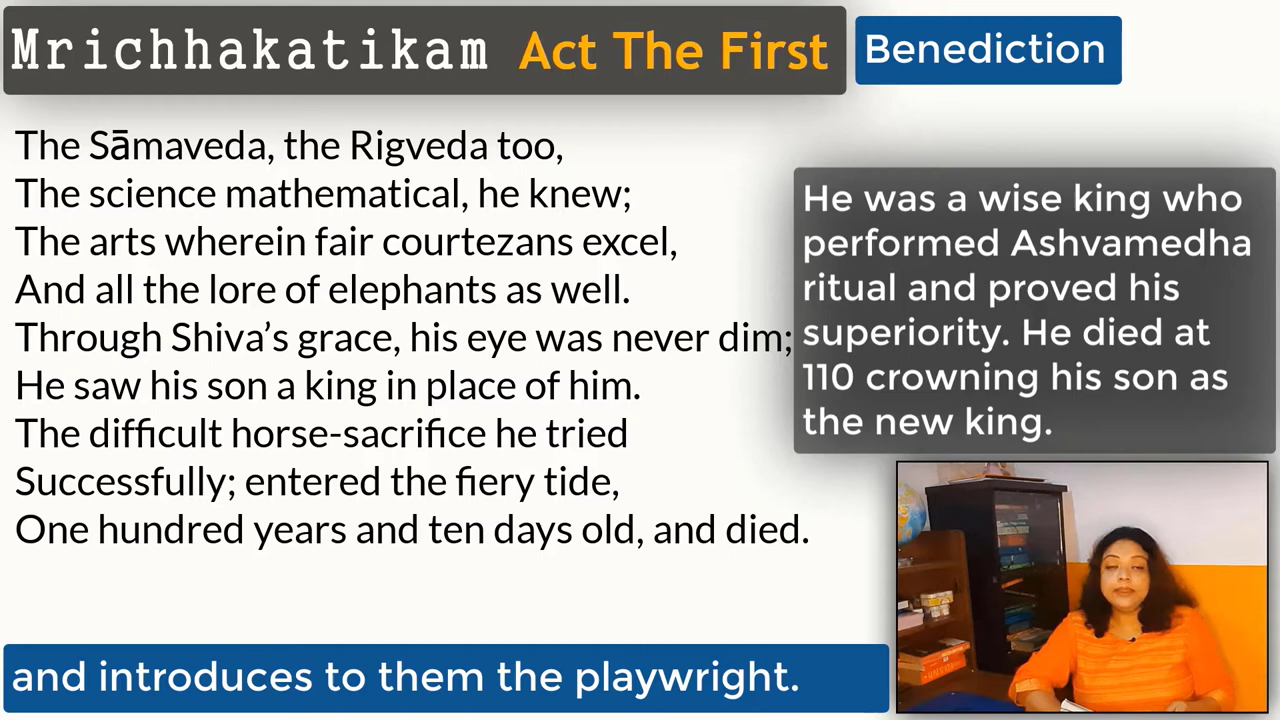 Mrichhakatikam Act The First
Benediction
The Sāmaveda, the Rigveda too,
The science mathematical, he knew;
The arts wherein fair courtezans excel,
And all the lore of elephants as well.
Through Shiva’s grace, his eye was never dim;
He saw his son a king in place of him.
The difficult horse-sacrifice he tried
Successfully; entered the fiery tide,
One hundred years and ten days old, and died.
He was a wise king who
performed Ashvamedha
ritual and proved his
superiority. He died at
110 crowning his son as
the new king.
and introduces to them the playwright.